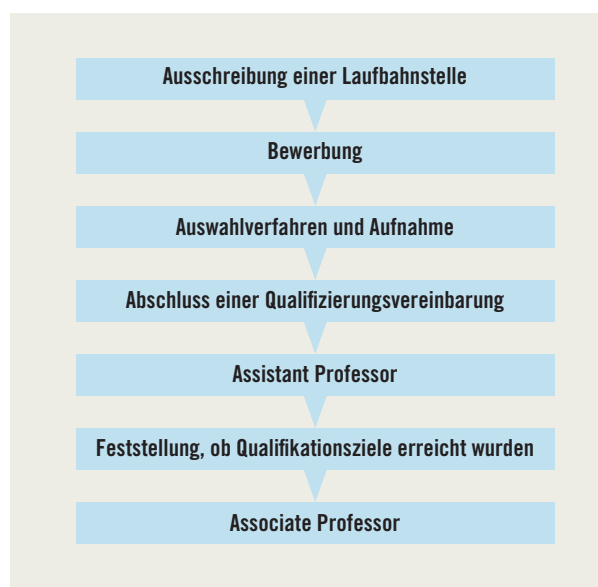 Ausschreibung einer Laufbahnstelle
Bewerbung
Auswahlverfahren und Aufnahme
Abschluss einer Qualifizierungsvereinbarung
Assistant Professor
Feststellung, ob Qualifikationsziele erreicht wurden
Associate Professor